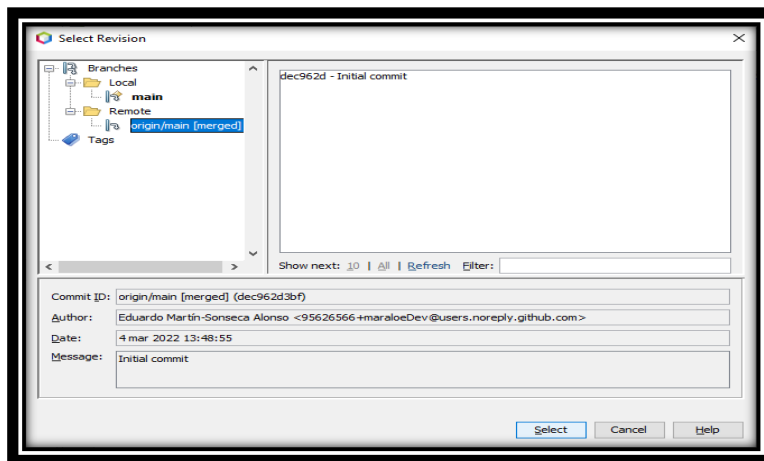 Select Revision
Branches
Local
main
Remote
origin/main [merged]
Tags
dec962d - Initial commit
Show next: 10 | All | Refresh Filter:
Commit ID: origin/main [merged] (dec962d3bf)
Author: Eduardo Martín-Sonseca Alonso <95626566+maraloeDev@users.noreply.github.com>
Date: 4 mar 2022 13:48:55
Message: Initial commit
Select Cancel Help